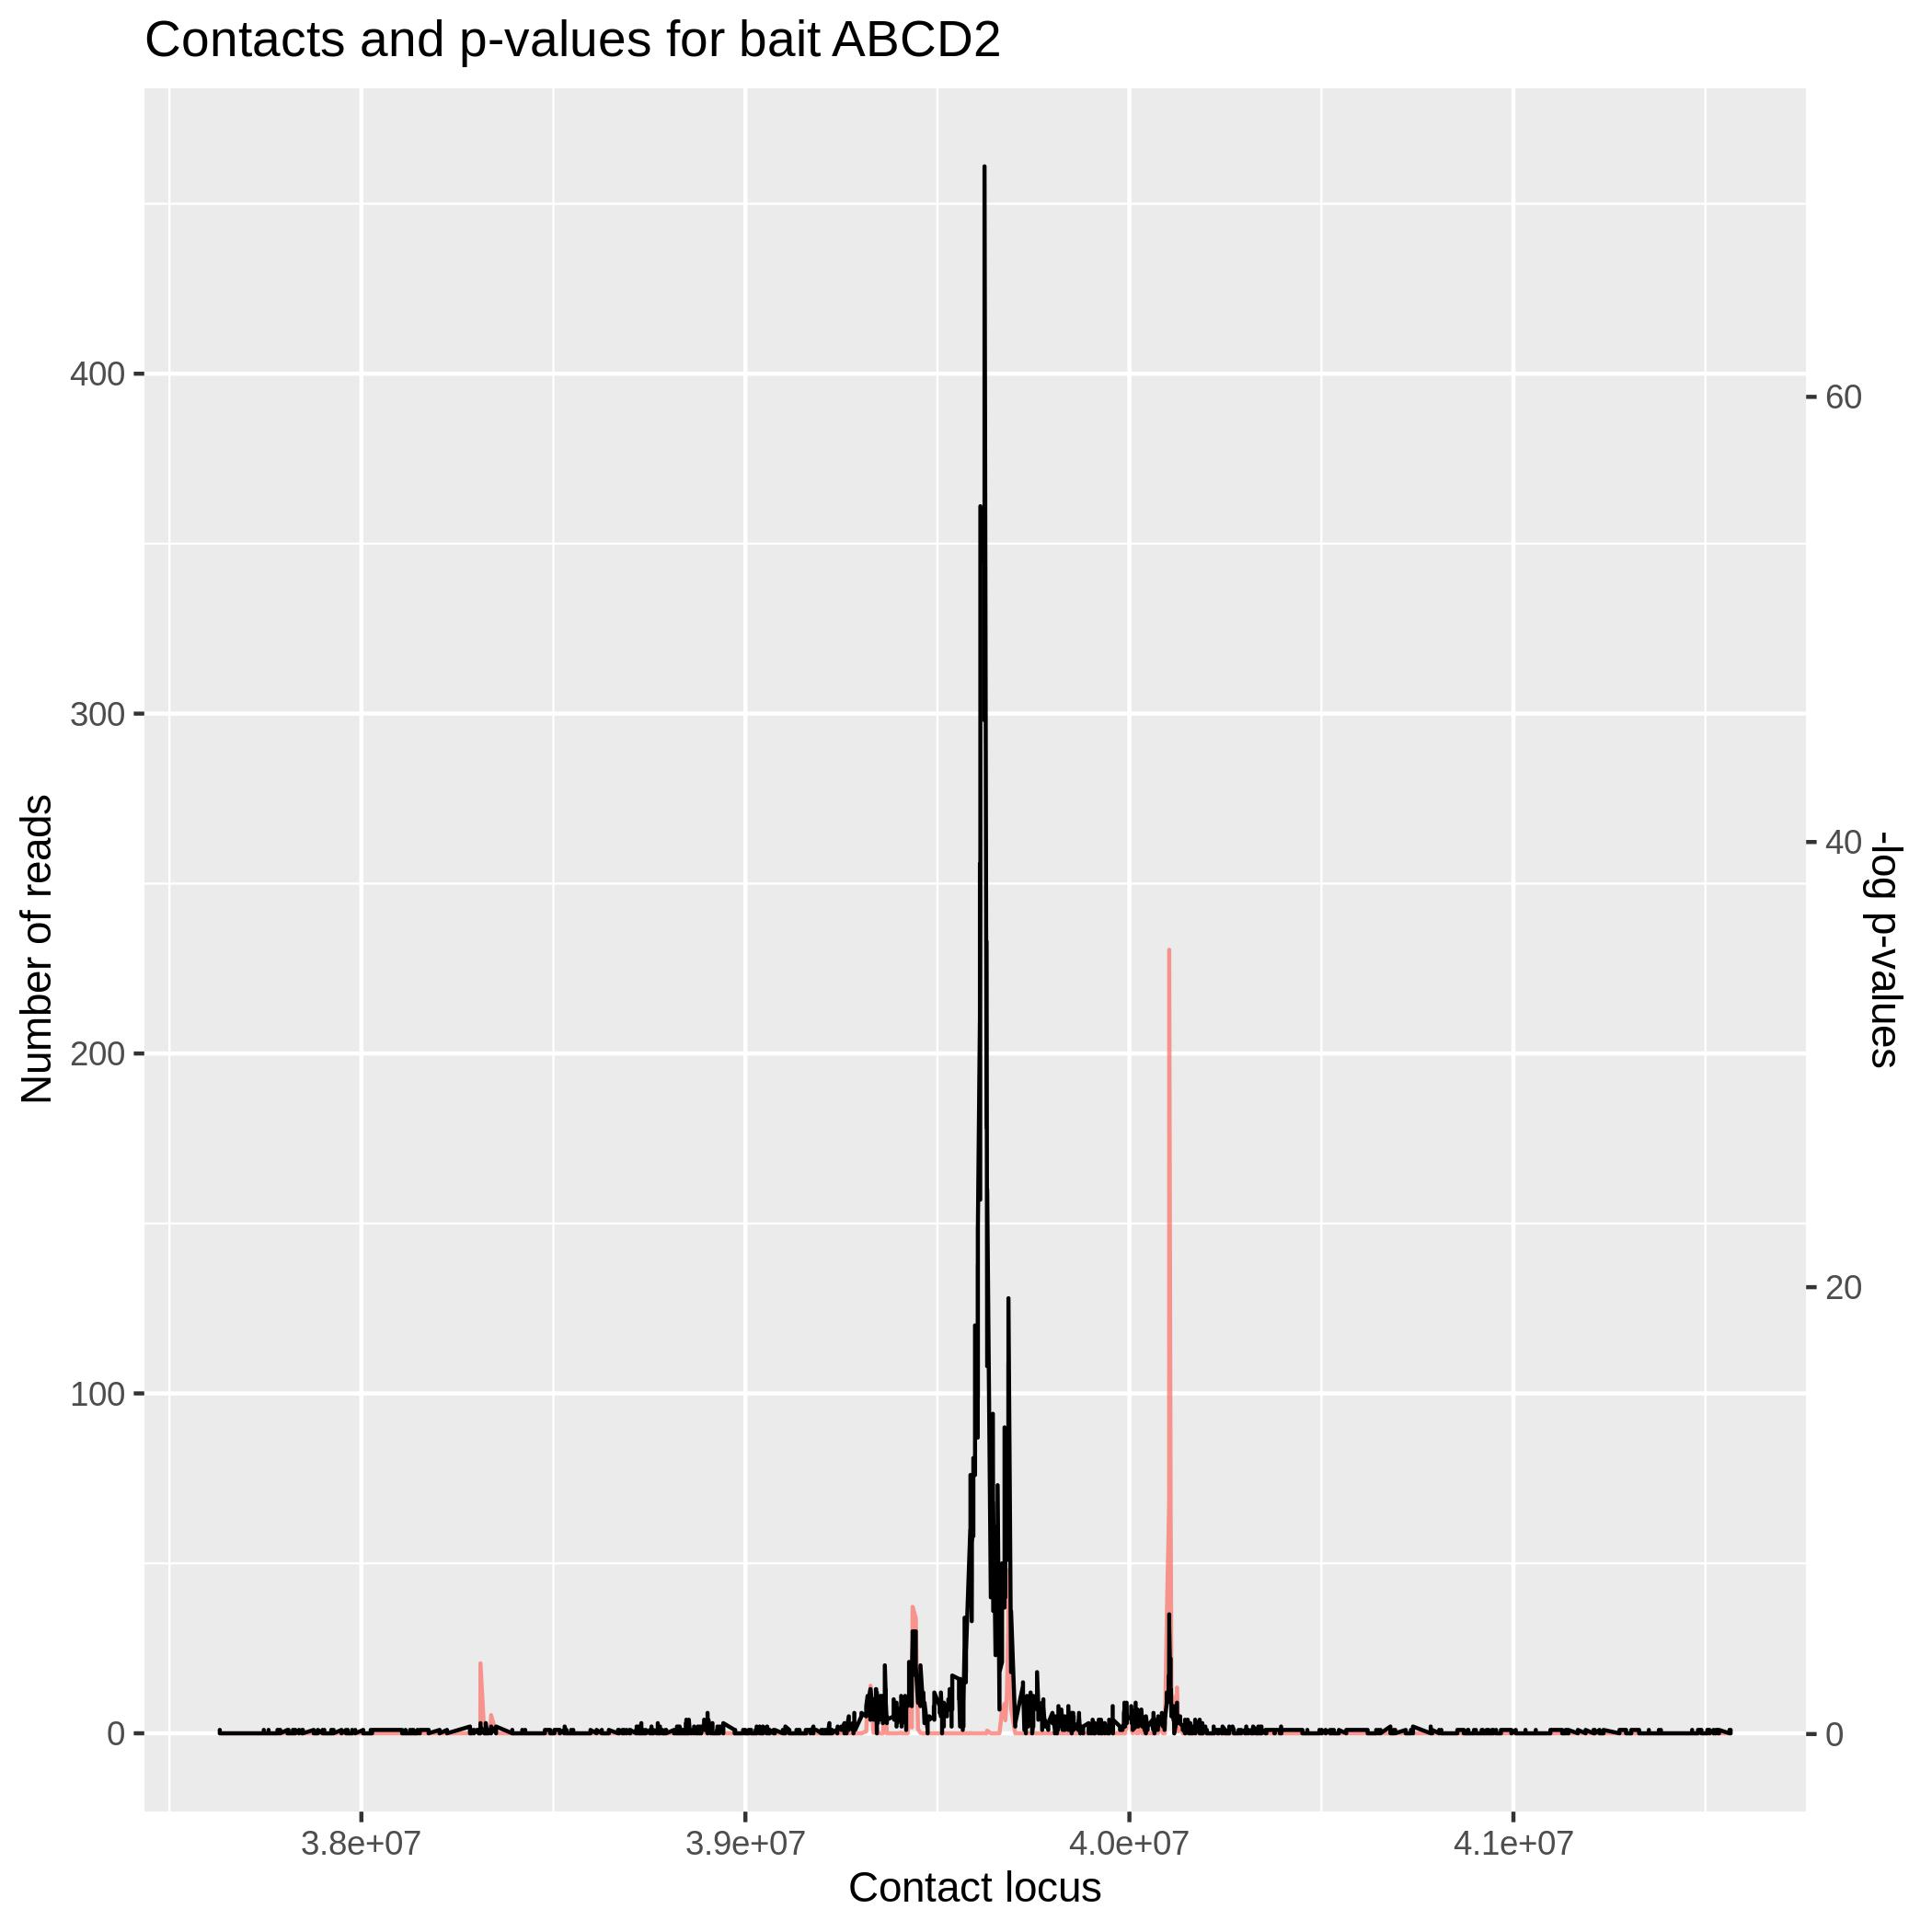 Contacts and p-values for bait ABCD2
Number of reads
400
300
200
100
0
60
40
20
0
-log p-values
3.8e+07
3.9e+07
4.0e+07
4.1e+07
Contact locus